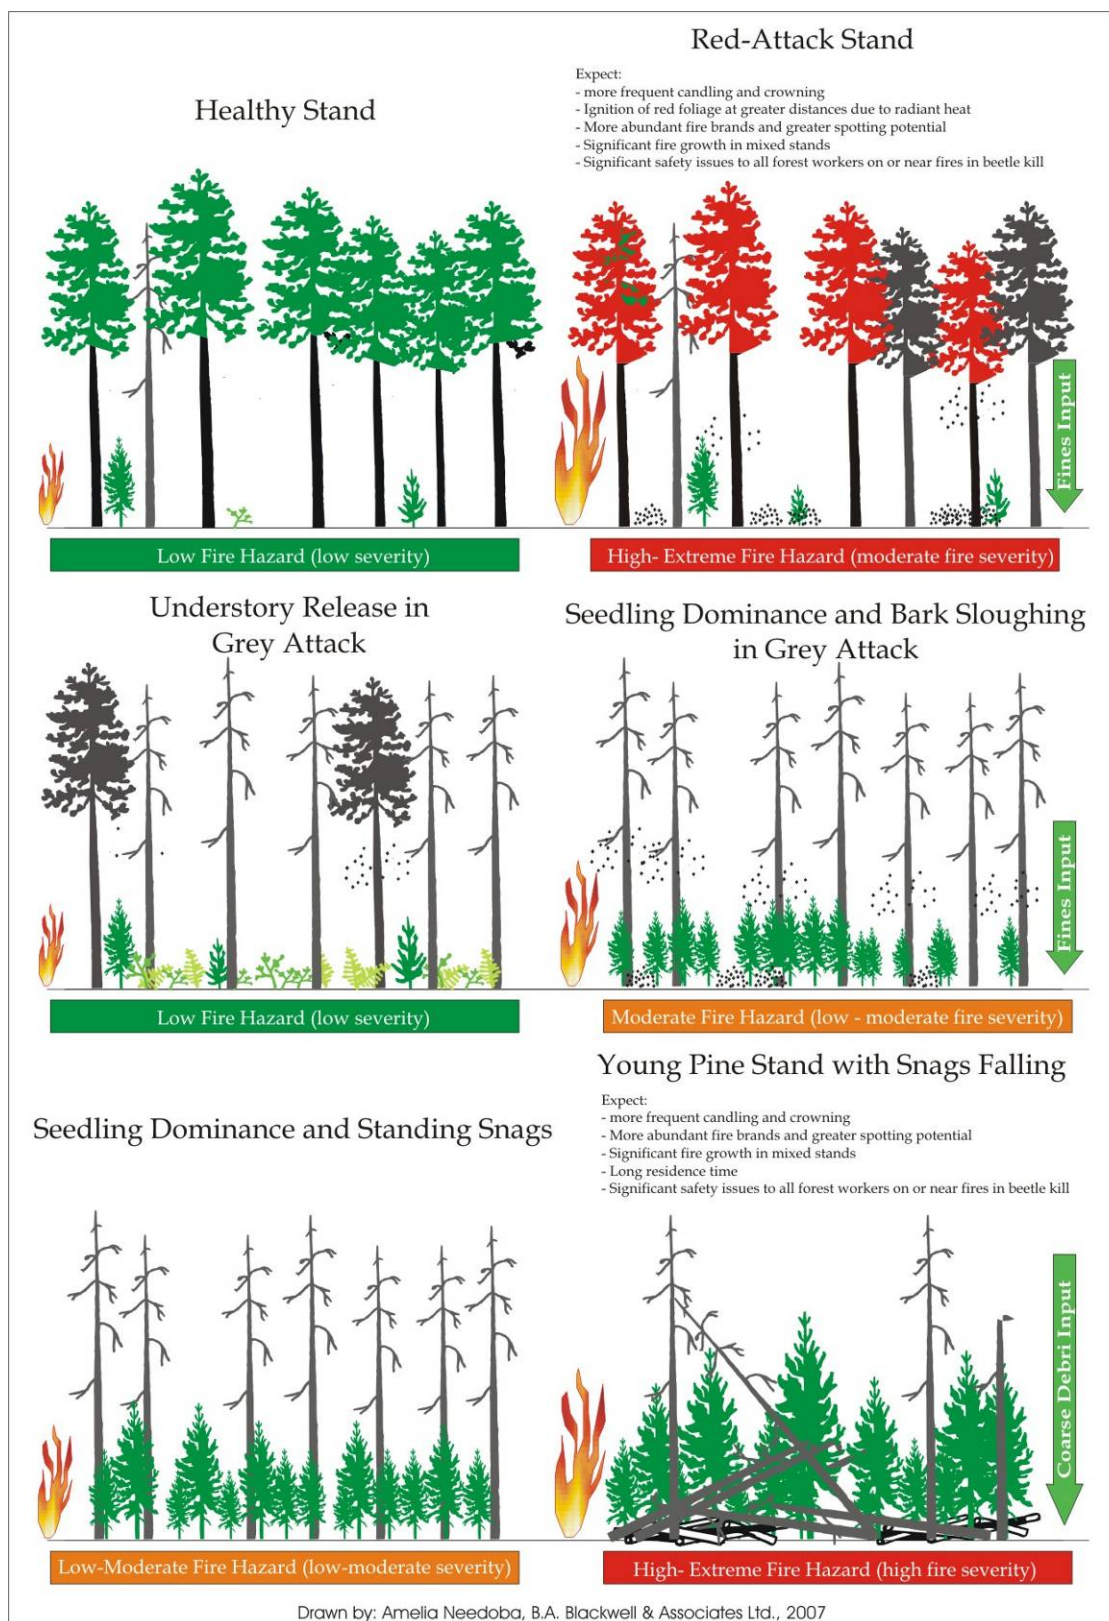 Healthy Stand
Red-Attack Stand
Expect:
- more frequent candling and crowning
- Ignition of red foliage at greater distances due to radiant heat
- More abundant fire brands and greater spotting potential
- Significant fire growth in mixed stands
- Significant safety issues to all forest workers on or near fires in beetle kill
Fines Input
Low Fire Hazard (low severity)
High- Extreme Fire Hazard (moderate fire severity)
Understory Release in
Grey Attack
Seedling Dominance and Bark Sloughing
in Grey Attack
Fines Input
Low Fire Hazard (low severity)
Moderate Fire Hazard (low - moderate fire severity)
Seedling Dominance and Standing Snags
Young Pine Stand with Snags Falling
Expect:
- more frequent candling and crowning
- More abundant fire brands and greater spotting potential
- Significant fire growth in mixed stands
- Long residence time
- Significant safety issues to all forest workers on or near fires in beetle kill
Coarse Debri Input
Low-Moderate Fire Hazard (low-moderate severity)
High- Extreme Fire Hazard (high fire severity)
Drawn by: Amelia Needoba, B.A. Blackwell & Associates Ltd., 2007